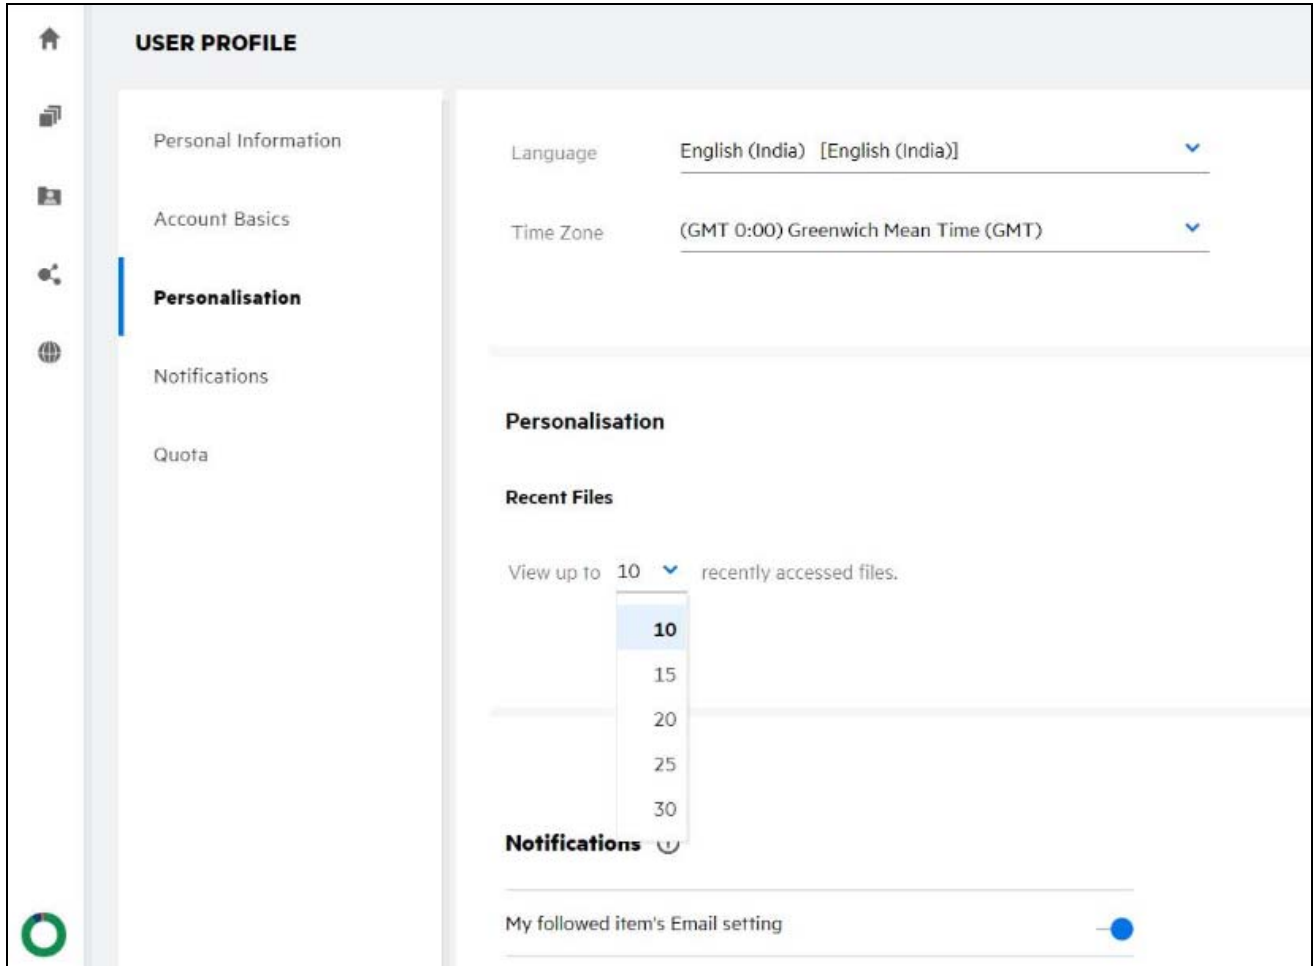 USER PROFILE
Personal Information
Account Basics
Personalisation
Notifications
Quota
Language English (India) [English (India)]
Time Zone (GMT 0:00) Greenwich Mean Time (GMT)
Personalisation
Recent Files
View up to 10 recently accessed files.
10
15
20
25
30
Notifications
My followed item's Email setting